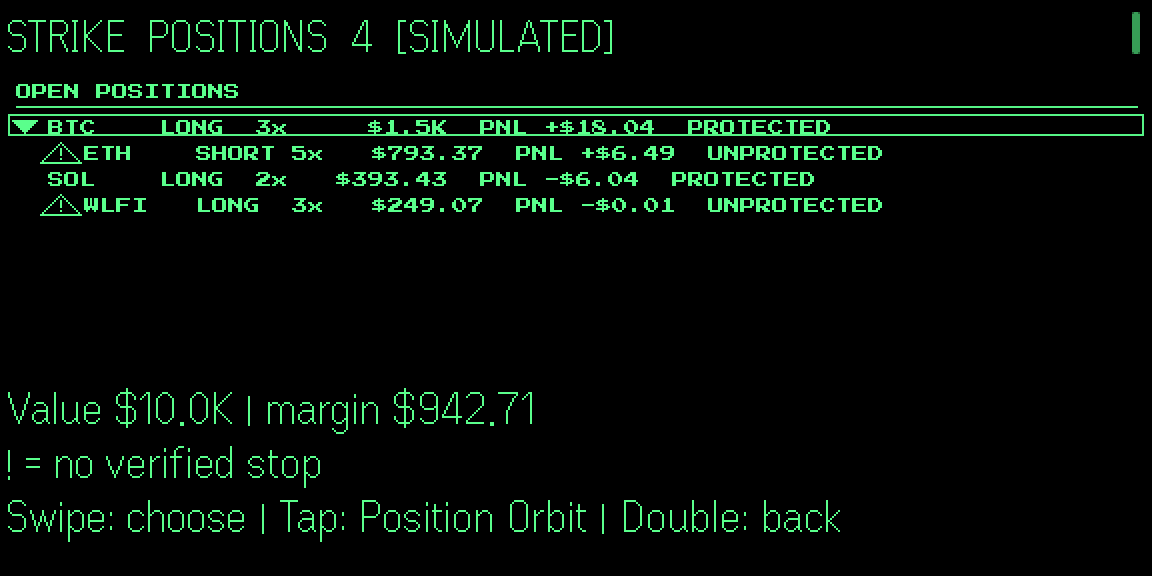 STRIKE POSITIONS 4 [SIMULATED]
OPEN POSITIONS
BTC LONG 3x $1.5K PNL +$18.04 PROTECTED
! ETH SHORT 5x $793.37 PNL +$6.49 UNPROTECTED
SOL LONG 2x $393.43 PNL -$6.04 PROTECTED
! WLFI LONG 3x $249.07 PNL -$0.01 UNPROTECTED
Value $10.0K | margin $942.71
! = no verified stop
Swipe: choose | Tap: Position Orbit | Double: back